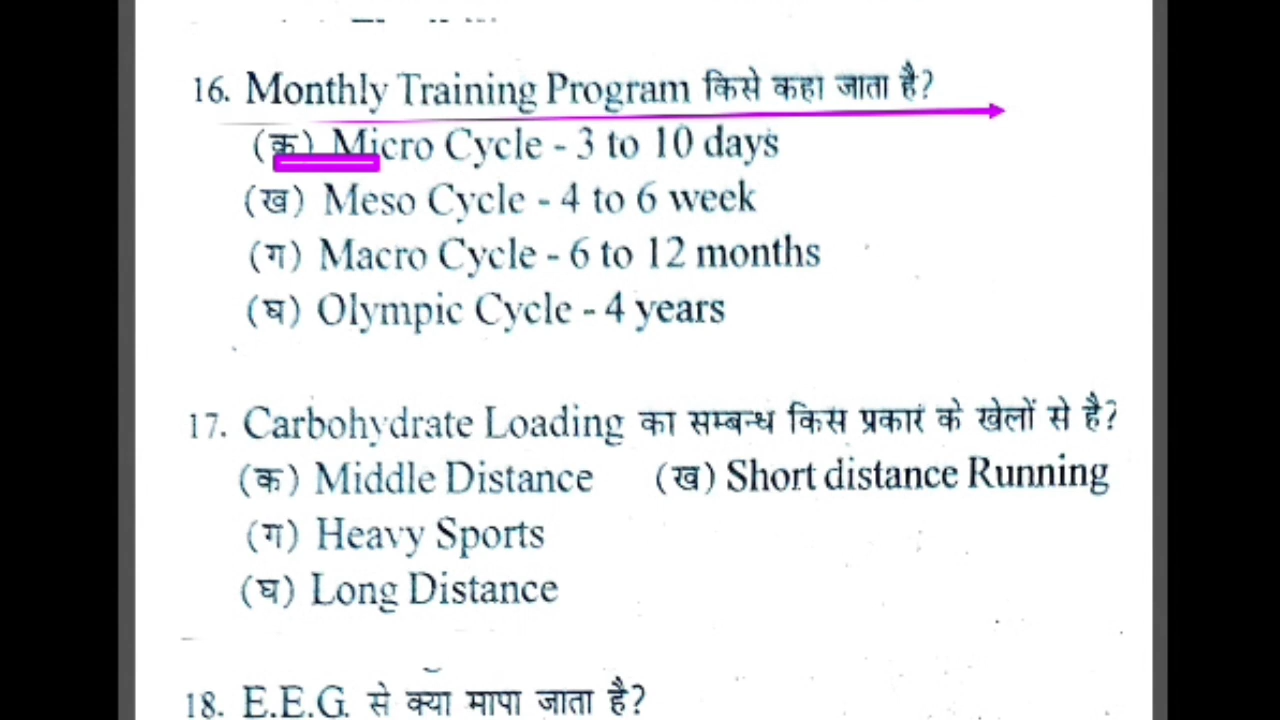 16. Monthly Training Program किसे कहा जाता है?
(क) Micro Cycle - 3 to 10 days
(ख) Meso Cycle - 4 to 6 week
(ग) Macro Cycle - 6 to 12 months
(घ) Olympic Cycle - 4 years
17. Carbohydrate Loading का सम्बन्ध किस प्रकार के खेलों से है?
(क) Middle Distance (ख) Short distance Running
(ग) Heavy Sports
(घ) Long Distance
18. E.E.G. से क्या मापा जाता है?